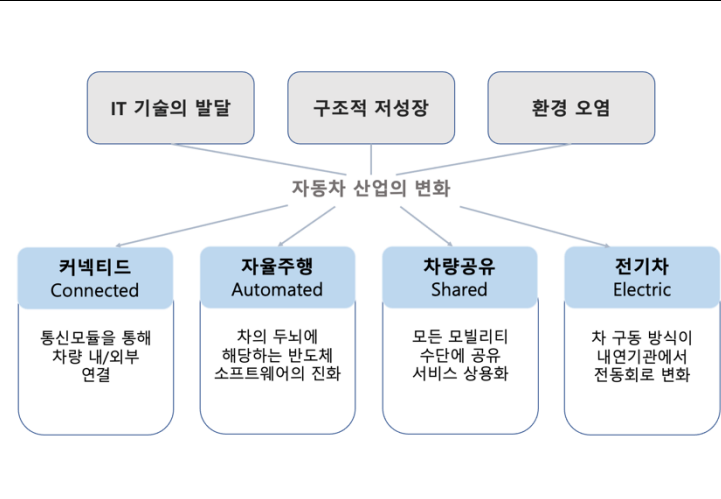 IT 기술의 발달
구조적 저성장
환경 오염
자동차 산업의 변화
커넥티드
Connected
통신모듈을 통해
차량 내/외부
연결
자율주행
Automated
차의 두뇌에
해당하는 반도체
소프트웨어의 진화
차량공유
Shared
모든 모빌리티
수단에 공유
서비스 상용화
전기차
Electric
차 구동 방식이
내연기관에서
전동회로 변화